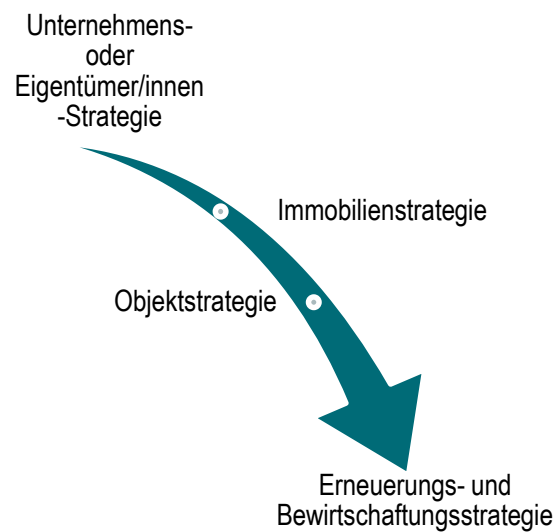 Unternehmens-
oder
Eigentümer/innen
-Strategie
Immobilienstrategie
Objektstrategie
Erneuerungs- und
Bewirtschaftungsstrategie